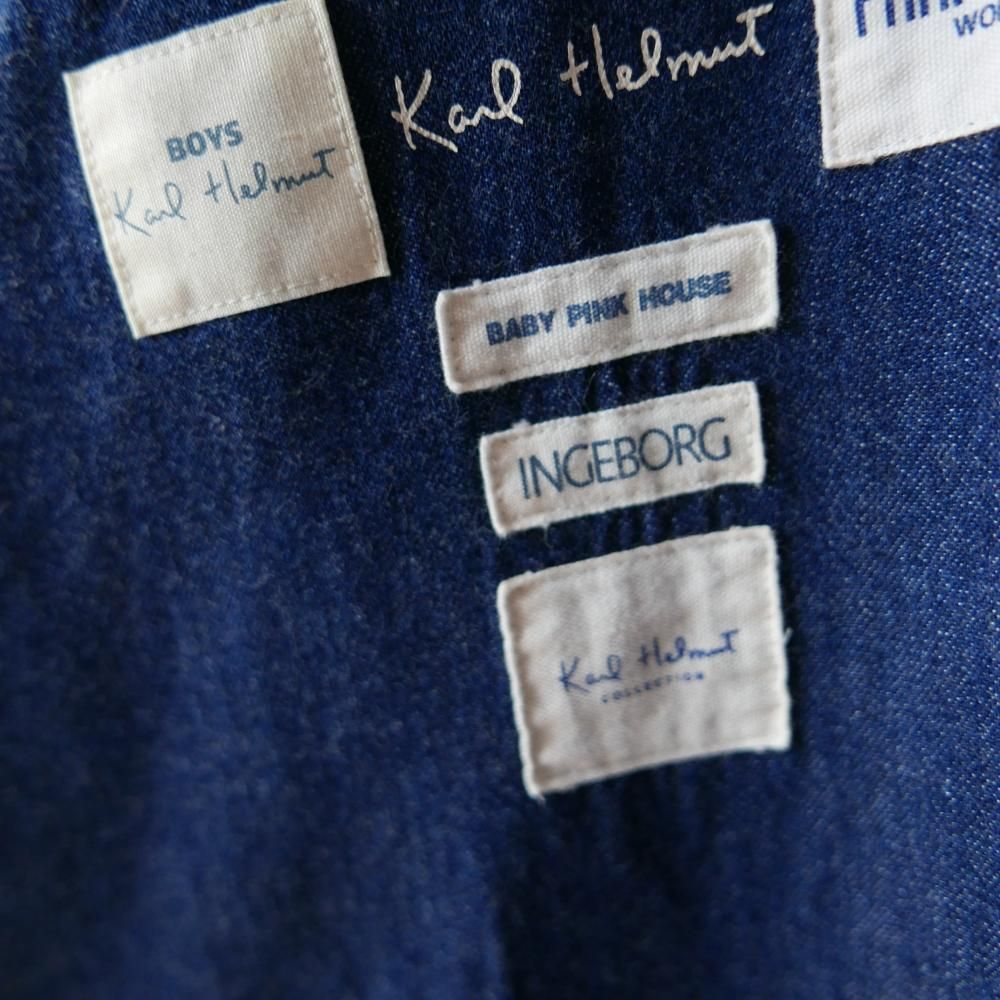 BOYS
Karl Helmut
Karl Helmut
BABY PINK HOUSE
INGEBORG
Karl Helmut
COLLECTION